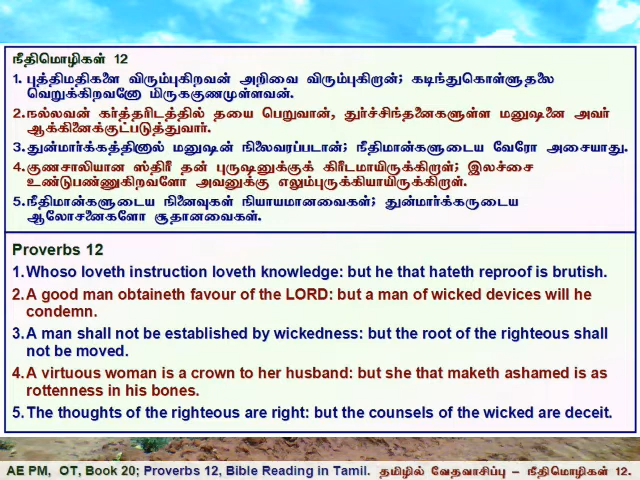 நீதிமொழிகள் 12
1. புத்திமதிகளை விரும்புகிறவன் அறிவை விரும்புகிறான்; கடிந்துகொள்ளுதலை
வெறுக்கிறவனோ மிருககுணமுள்ளவன்.
2.நல்லவன் கர்த்தரிடத்தில் தயை பெறுவான், துர்ச்சிந்தனைகளுள்ள மனுஷனை அவர்
ஆக்கினைக்குட்படுத்துவார்.
3.துன்மார்க்கத்தினால் மனுஷன் நிலைவரப்படான்; நீதிமான்களுடைய வேரோ அசையாது.
4.குணசாலியான ஸ்திரீ தன் புருஷனுக்குக் கிரீடமாயிருக்கிறாள்; இலச்சை
உண்டுபண்ணுகிறவளோ அவனுக்கு எலும்புருக்கியாயிருக்கிறாள்.
5.நீதிமான்களுடைய நினைவுகள் நியாயமானவைகள்; துன்மார்க்கருடைய
ஆலோசனைகளோ சூதானவைகள்.
Proverbs 12
1.Whoso loveth instruction loveth knowledge: but he that hateth reproof is brutish.
2.A good man obtaineth favour of the LORD: but a man of wicked devices will he
condemn.
3.A man shall not be established by wickedness: but the root of the righteous shall
not be moved.
4.A virtuous woman is a crown to her husband: but she that maketh ashamed is as
rottenness in his bones.
5.The thoughts of the righteous are right: but the counsels of the wicked are deceit.
AE PM, OT, Book 20; Proverbs 12, Bible Reading in Tamil. தமிழில் வேதவாசிப்பு – நீதிமொழிகள் 12.